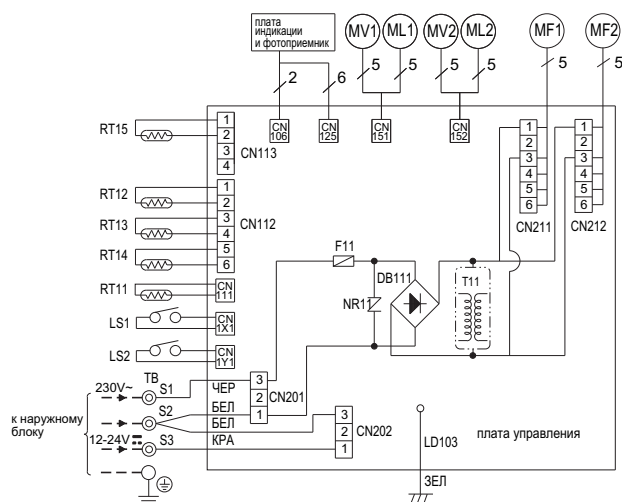 плата
индикации
и фотоприемник
MV1 ML1 MV2 ML2 MF1 MF2
2 6 5 5 5 5 5 5
CN
106
CN
125
CN
151
CN
152
RT15
1
2
3
4
CN113
RT12
RT13
RT14
1
2
3
4
5
6
CN112
RT11
CN
111
LS1
CN
1X1
LS2
CN
1Y1
1
2
3
4
5
6
CN211
1
2
3
4
5
6
CN212
F11
DB111
NR11
T11
230V~
TB
S1
ЧЕР
3
2
1
CN201
S2
БЕЛ
БЕЛ
к наружному
блоку
12-24V
S3
КРА
3
2
1
CN202
LD103
плата управления
ЗЕЛ